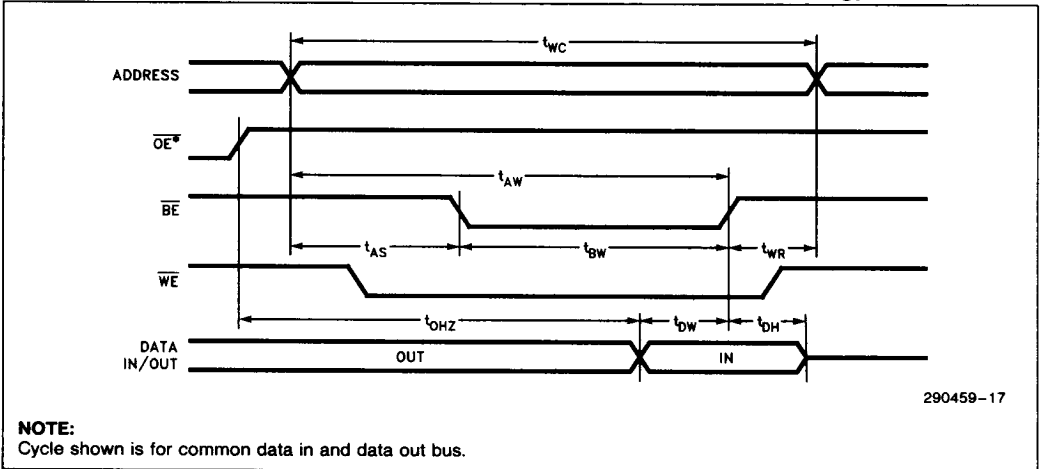 tWC
ADDRESS
OE*
tAW
BE
tAS tBW tWR
WE
tOHZ tDW tDH
DATA
IN/OUT
OUT IN
290459-17
NOTE:
Cycle shown is for common data in and data out bus.